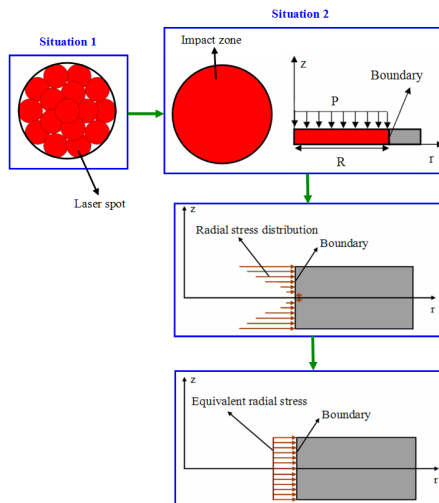 Situation 1
Situation 2
Laser spot
Impact zone
z
Boundary
P
R
r
z
Radial stress distribution
Boundary
r
z
Equivalent radial stress
Boundary
r